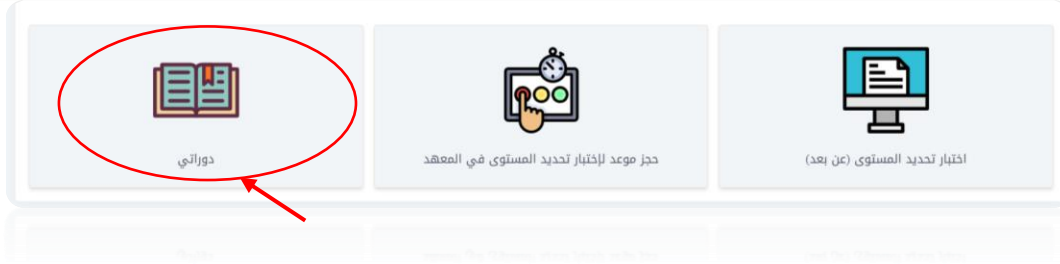 اختبار تحديد المستوى (عن بعد)
حجز موعد لإختبار تحديد المستوى في المعهد
دوراتي